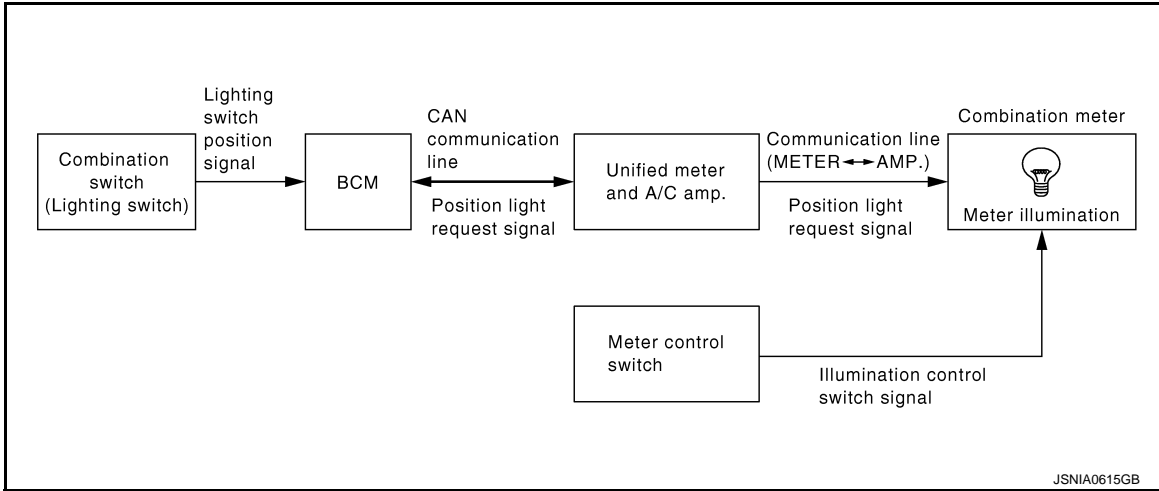 Lighting
switch
position
signal
CAN
communication
line
Communication line
(METER↔AMP.)
Combination meter
Combination
switch
(Lighting switch)
BCM
Unified meter
and A/C amp.
Meter illumination
Position light
request signal
Position light
request signal
Meter control
switch
Illumination control
switch signal
JSNIA0615GB